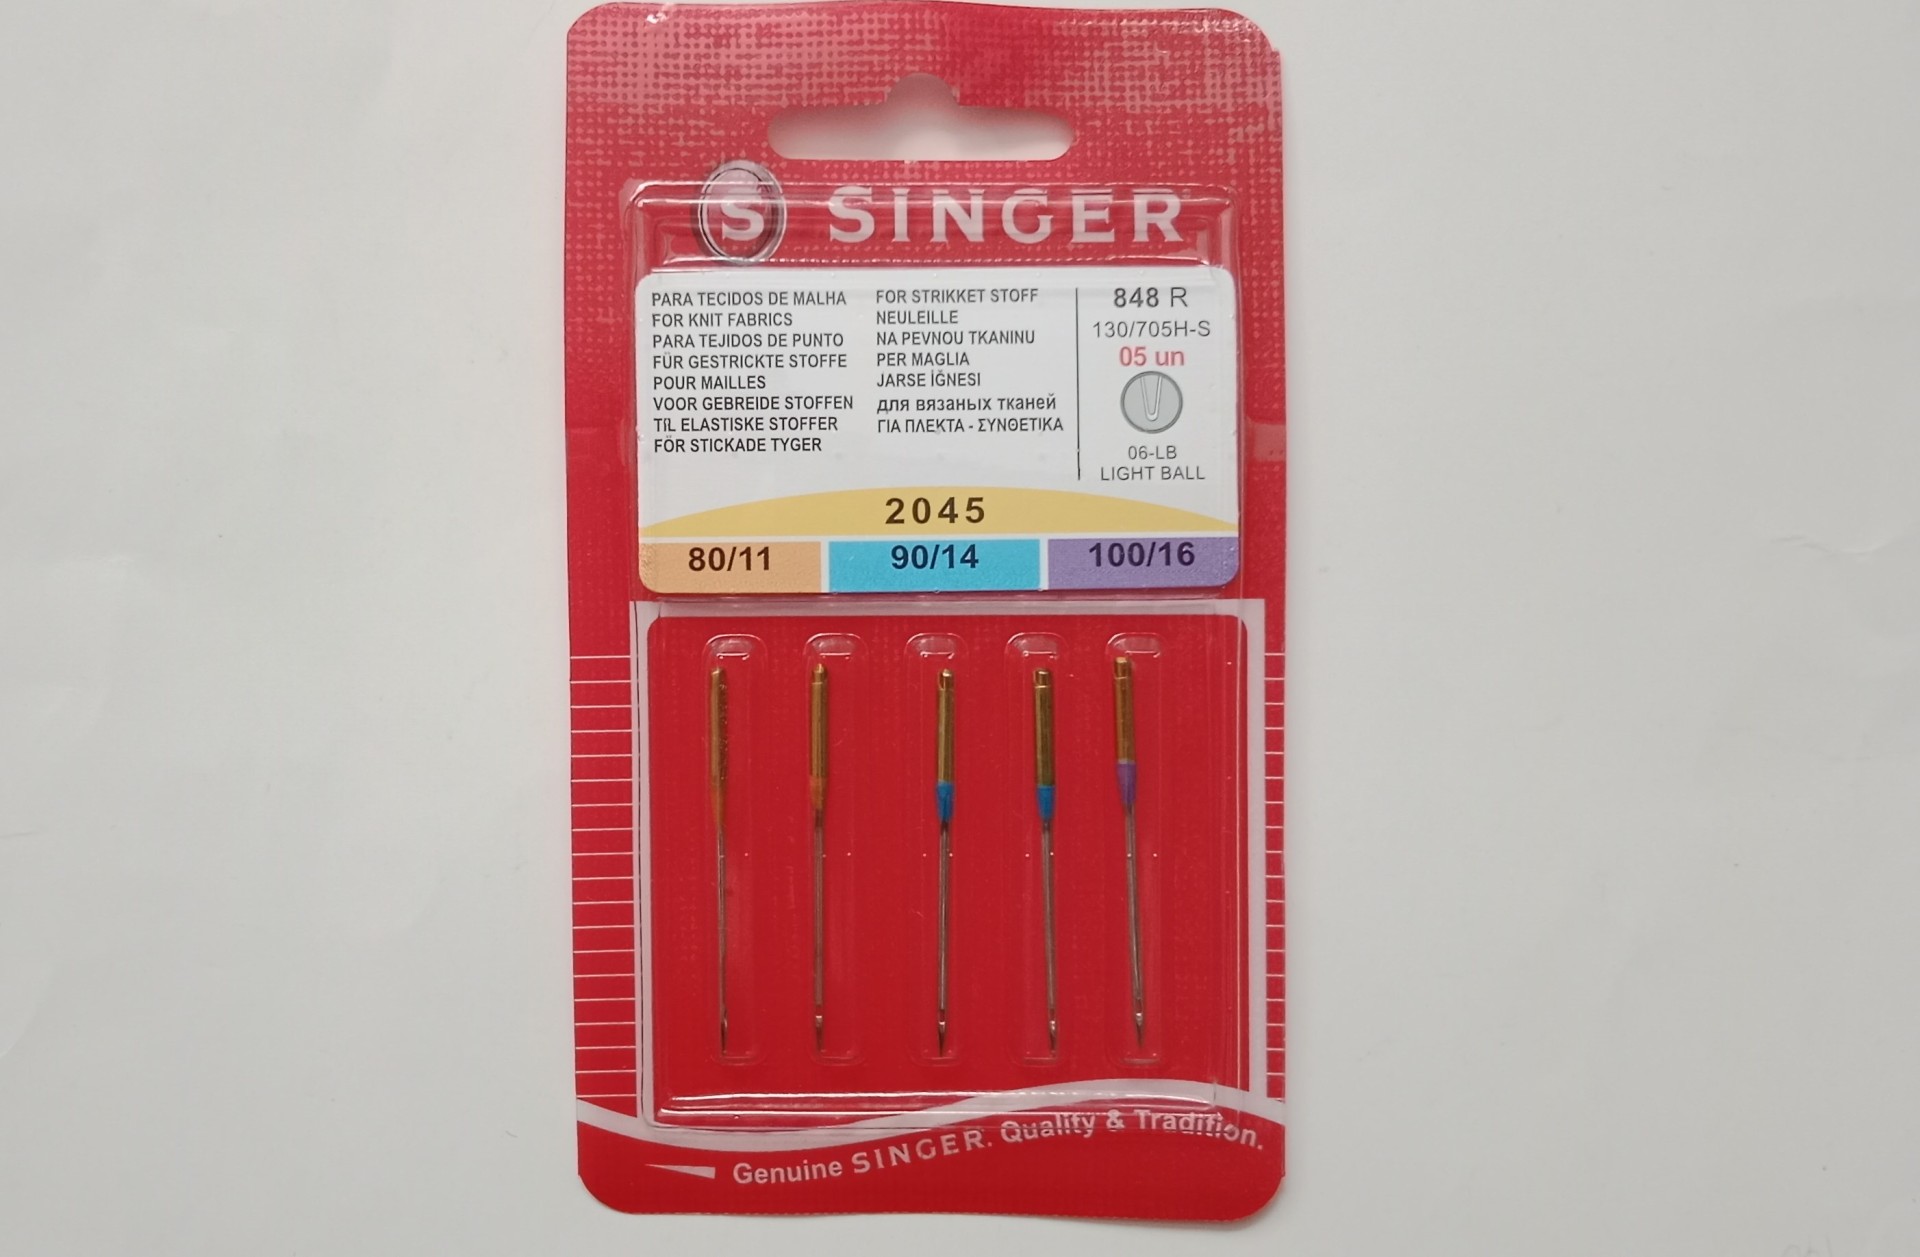 S SINGER
PARA TECIDOS DE MALHA
FOR KNIT FABRICS
PARA TEJIDOS DE PUNTO
FÜR GESTRICKTE STOFFE
POUR MAILLES
VOOR GEBREIDE STOFFEN
TIL ELASTISKE STOFFER
FÖR STICKADE TYGER
FOR STRIKKET STOFF
NEULEILLE
NA PEVNOU TKANINU
PER MAGLIA
JARSE İĞNESI
для вязаных тканей
ΓΙΑ ΠΛΕΚΤΑ - ΣΥΝΘΕΤΙΚΑ
848 R
130/705H-S
05 un
06-LB
LIGHT BALL
2045
80/11 90/14 100/16
Genuine SINGER. Quality & Tradition.